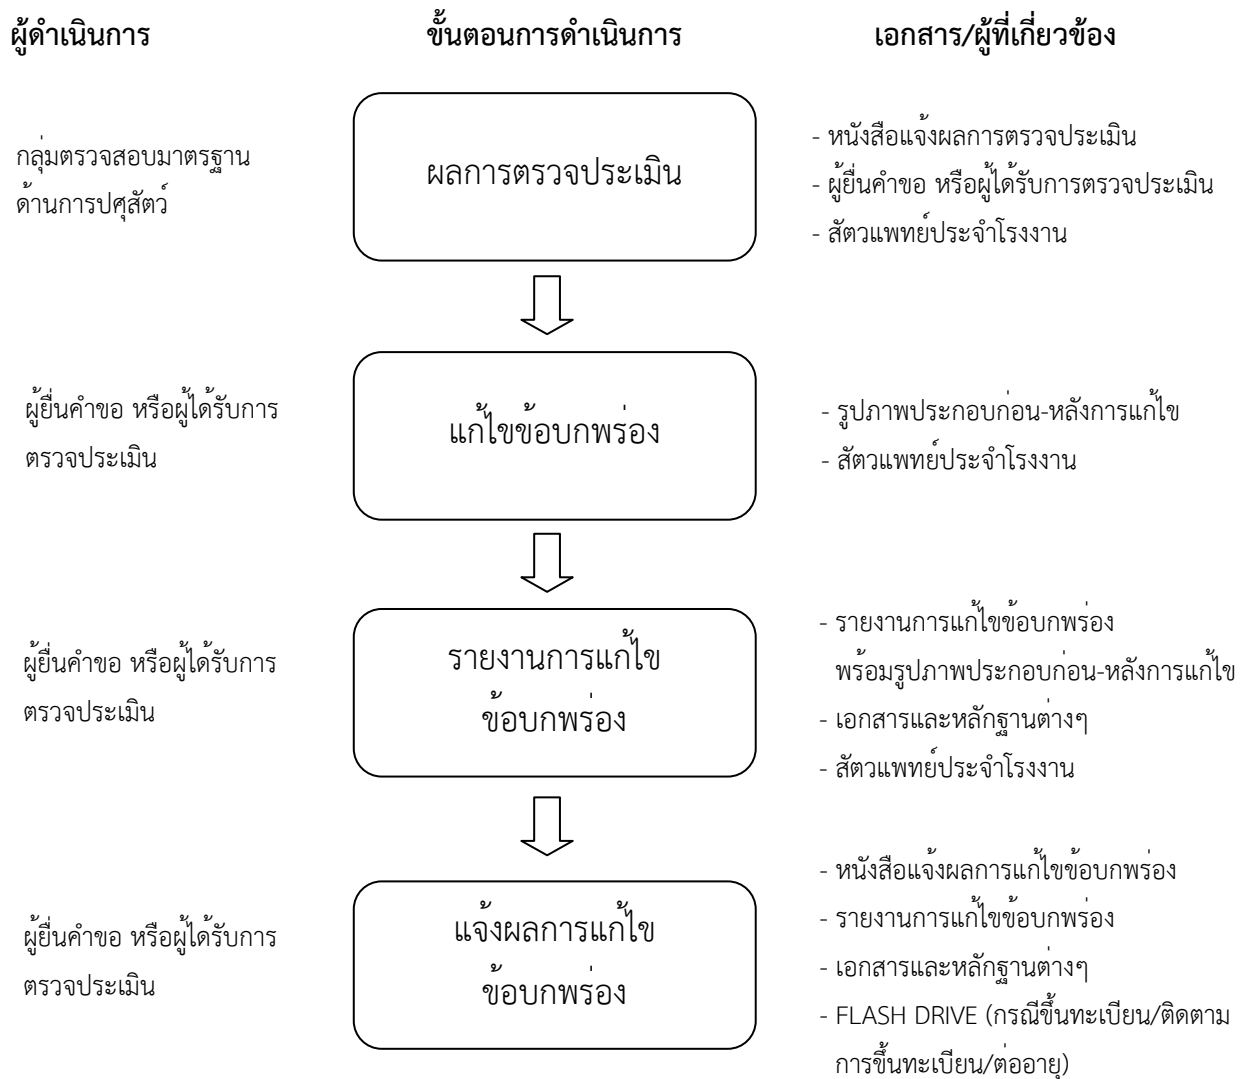 ผู้ดำเนินการ
ขั้นตอนการดำเนินการ
เอกสาร/ผู้ที่เกี่ยวข้อง
กลุ่มตรวจสอบมาตรฐาน
ด้านการปศุสัตว์
ผลการตรวจประเมิน
- หนังสือแจ้งผลการตรวจประเมิน
- ผู้ยื่นคำขอ หรือผู้ได้รับการตรวจประเมิน
- สัตวแพทย์ประจำโรงงาน
ผู้ยื่นคำขอ หรือผู้ได้รับการ
ตรวจประเมิน
แก้ไขข้อบกพร่อง
- รูปภาพประกอบก่อน-หลังการแก้ไข
- สัตวแพทย์ประจำโรงงาน
ผู้ยื่นคำขอ หรือผู้ได้รับการ
ตรวจประเมิน
รายงานการแก้ไข
ข้อบกพร่อง
- รายงานการแก้ไขข้อบกพร่อง
พร้อมรูปภาพประกอบก่อน-หลังการแก้ไข
- เอกสารและหลักฐานต่างๆ
- สัตวแพทย์ประจำโรงงาน
ผู้ยื่นคำขอ หรือผู้ได้รับการ
ตรวจประเมิน
แจ้งผลการแก้ไข
ข้อบกพร่อง
- หนังสือแจ้งผลการแก้ไขข้อบกพร่อง
- รายงานการแก้ไขข้อบกพร่อง
- เอกสารและหลักฐานต่างๆ
- FLASH DRIVE (กรณีขึ้นทะเบียน/ติดตาม
การขึ้นทะเบียน/ต่ออายุ)